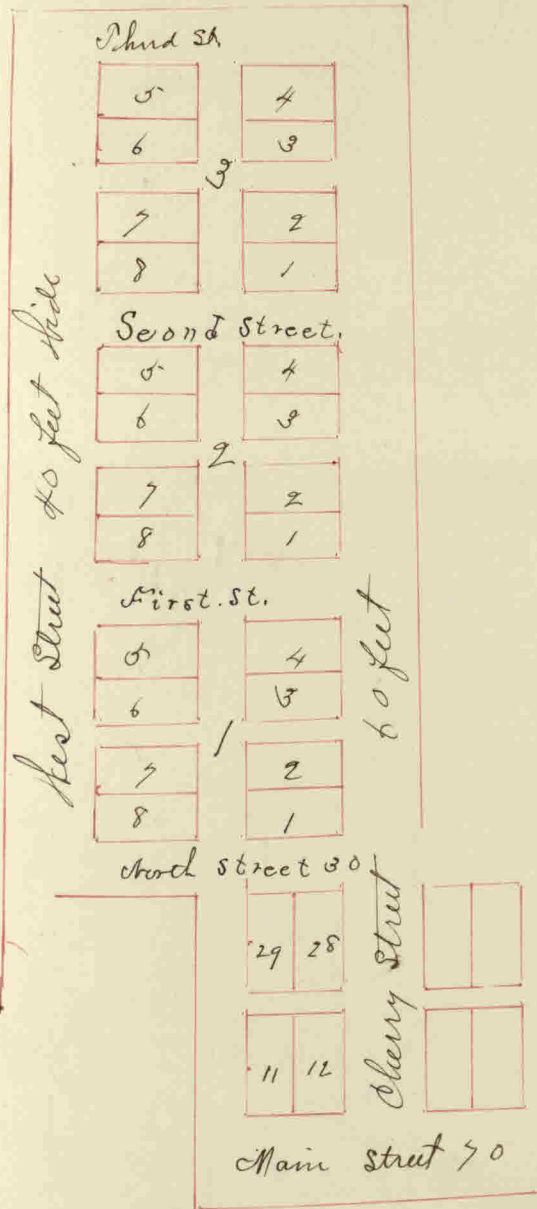 Third St.
5 4
6 3
3
7 2
8 1
Seond Street.
5 4
6 3
2
7 2
8 1
First. St.
5 4
6 3
1
7 2
8 1
West Street 40 feet Wide
60 feet
North Street 30
29 28
11 12
Cherry Street
Main Street 70